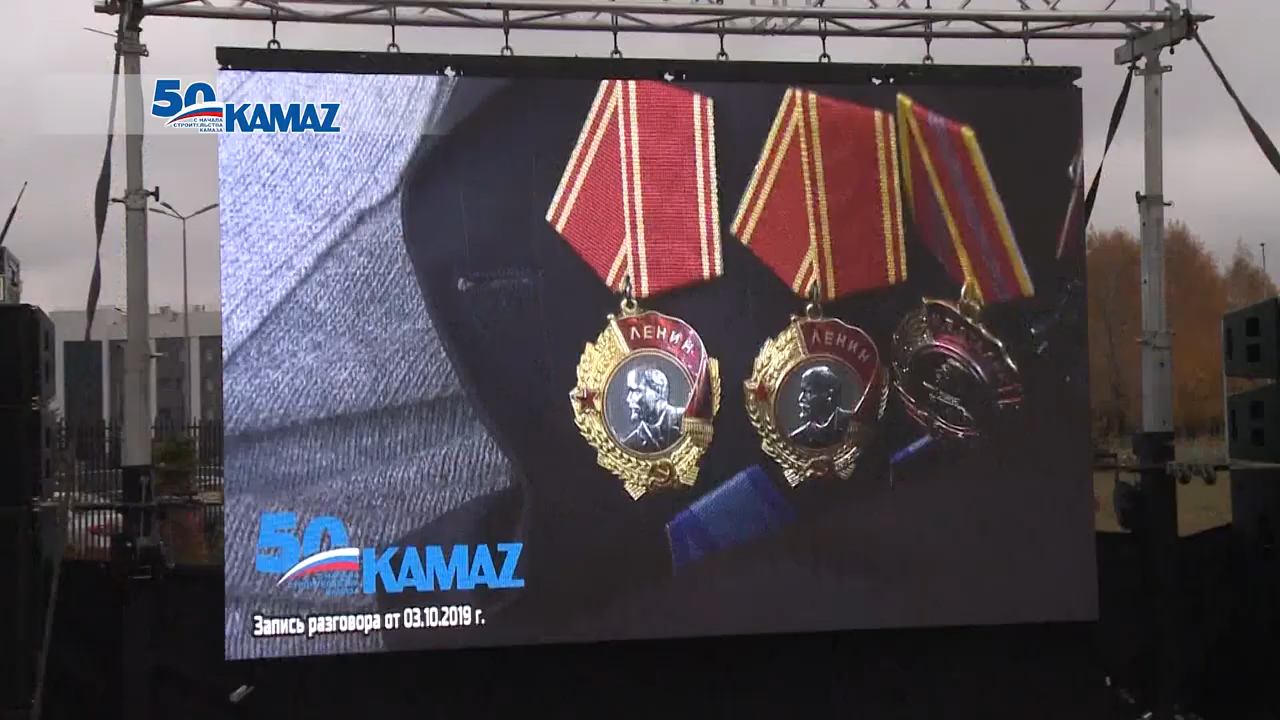 50
С НАЧАЛА
СТРОИТЕЛЬСТВА
КАМАЗА
KAMAZ
ЛЕНИН
ЛЕНИН
50
KAMAZ
Запись разговора от 03.10.2019 г.